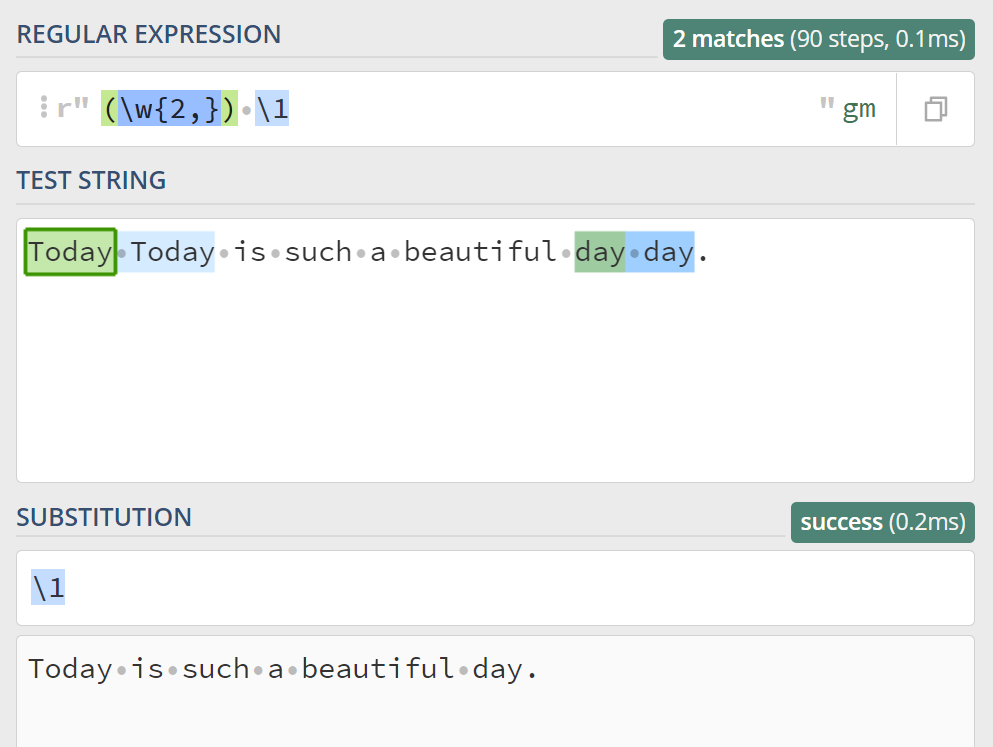 REGULAR EXPRESSION
2 matches (90 steps, 0.1ms)
r" (\w{2,})·\1 " gm
TEST STRING
Today·Today·is·such·a·beautiful·day·day.
SUBSTITUTION
success (0.2ms)
\1
Today·is·such·a·beautiful·day.